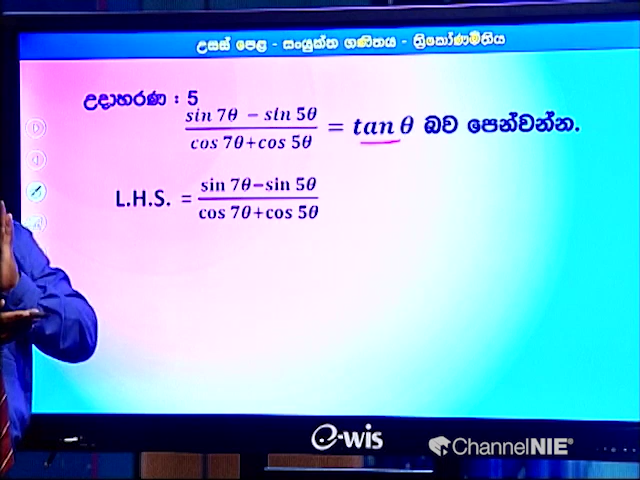 උසස් පෙළ - සංයුක්ත ගණිතය - ත්‍රිකෝණමිතිය
උදාහරණ : 5
sin 7θ − sin 5θ / cos 7θ+cos 5θ = tan θ බව පෙන්වන්න.
L.H.S. = sin 7θ−sin 5θ / cos 7θ+cos 5θ
e-wis
ChannelNIE